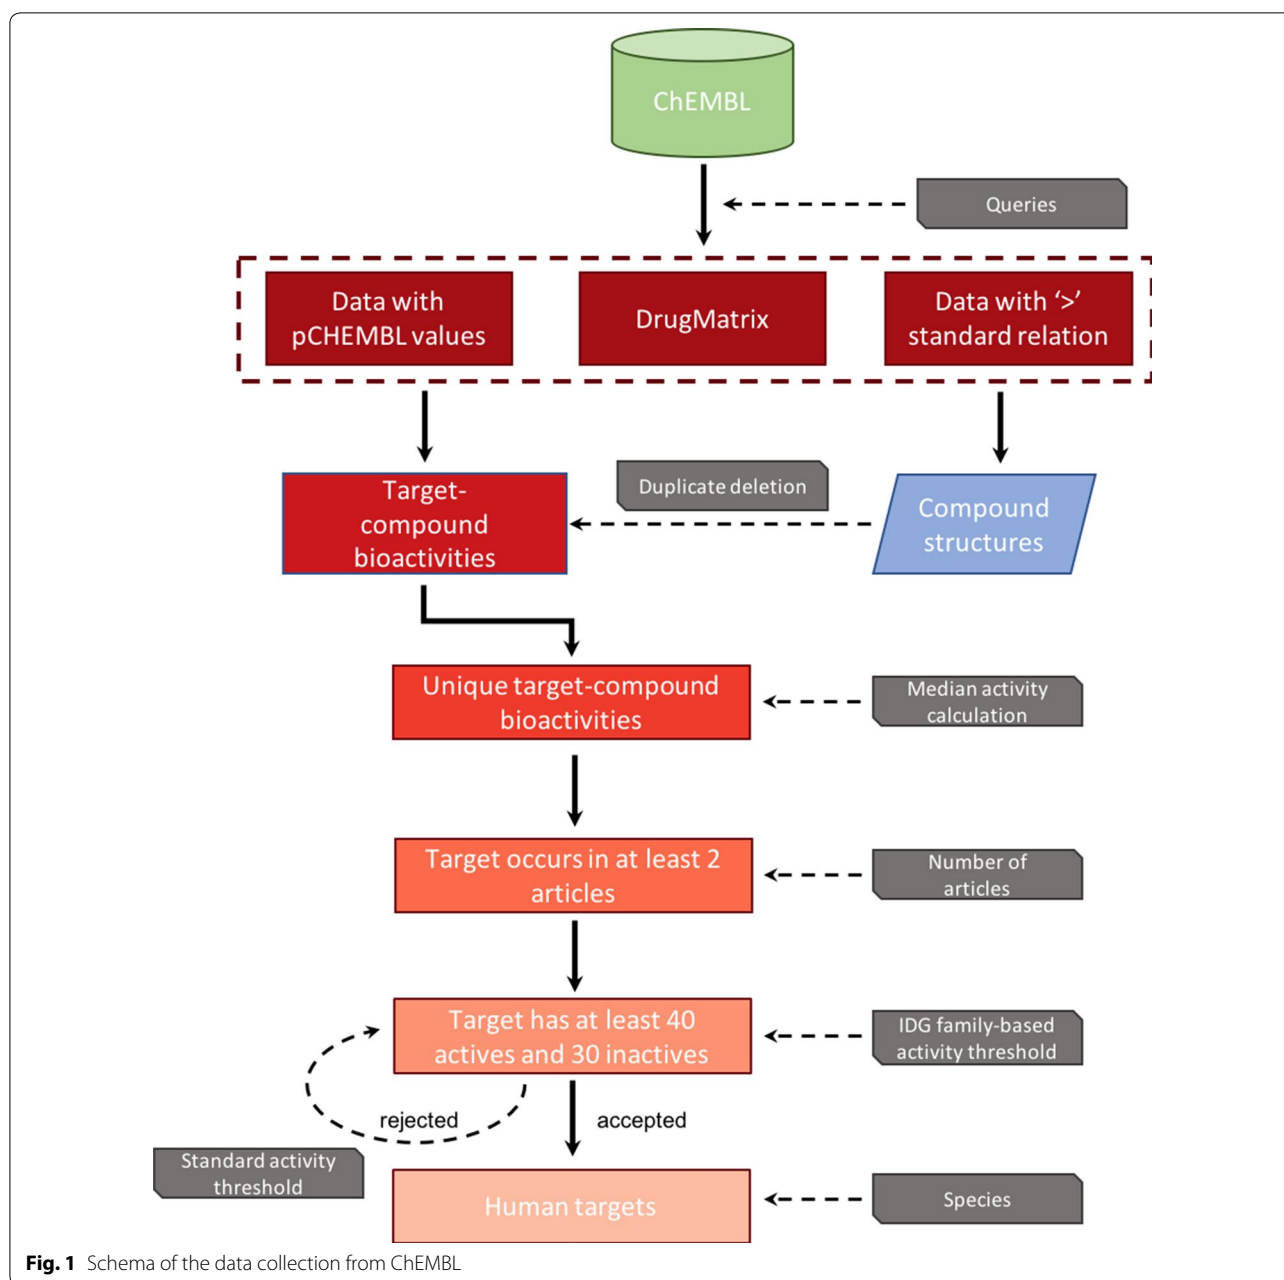 ChEMBL
Queries
Data with
pCHEMBL values
DrugMatrix
Data with ‘>’
standard relation
Target-
compound
bioactivities
Duplicate deletion
Compound
structures
Unique target-compound
bioactivities
Median activity
calculation
Target occurs in at least 2
articles
Number of
articles
Target has at least 40
actives and 30 inactives
IDG family-based
activity threshold
rejected
accepted
Standard activity
threshold
Human targets
Species
Fig. 1 Schema of the data collection from ChEMBL